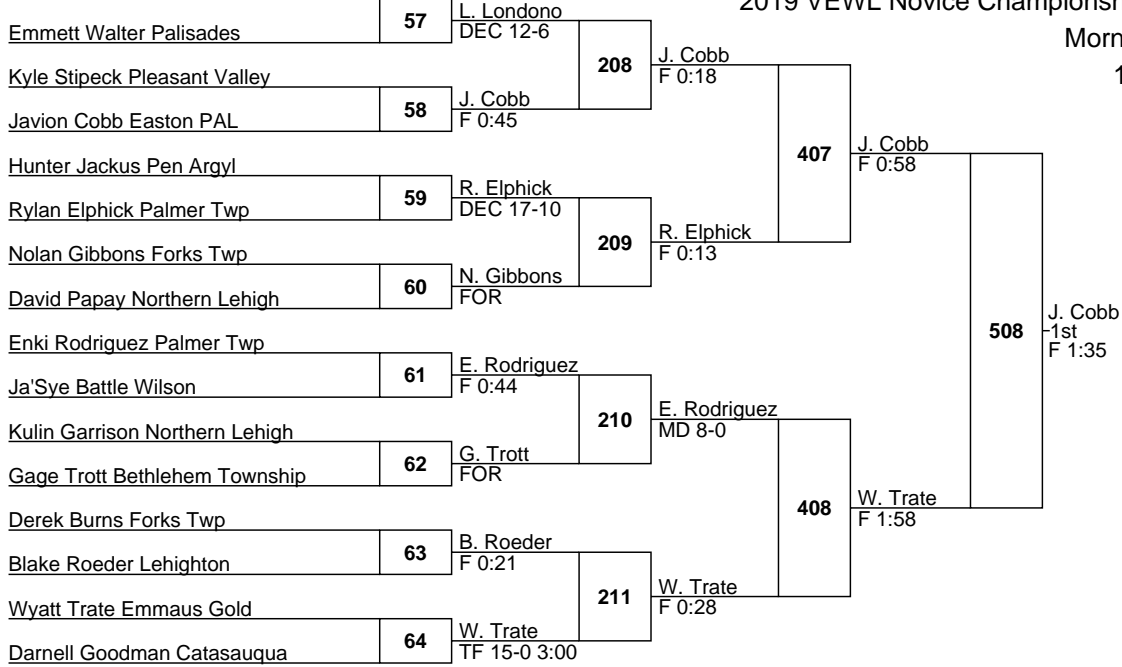 2019 VEWL Novice Championsh
Morn
1
57
L. Londono
DEC 12-6
Emmett Walter Palisades
208
J. Cobb
F 0:18
Kyle Stipeck Pleasant Valley
58
J. Cobb
F 0:45
Javion Cobb Easton PAL
407
J. Cobb
F 0:58
Hunter Jackus Pen Argyl
59
R. Elphick
DEC 17-10
Rylan Elphick Palmer Twp
209
R. Elphick
F 0:13
Nolan Gibbons Forks Twp
60
N. Gibbons
FOR
David Papay Northern Lehigh
508
J. Cobb
1st
F 1:35
Enki Rodriguez Palmer Twp
61
E. Rodriguez
F 0:44
Ja'Sye Battle Wilson
210
E. Rodriguez
MD 8-0
Kulin Garrison Northern Lehigh
62
G. Trott
FOR
Gage Trott Bethlehem Township
408
W. Trate
F 1:58
Derek Burns Forks Twp
63
B. Roeder
F 0:21
Blake Roeder Lehighton
211
W. Trate
F 0:28
Wyatt Trate Emmaus Gold
64
W. Trate
TF 15-0 3:00
Darnell Goodman Catasauqua